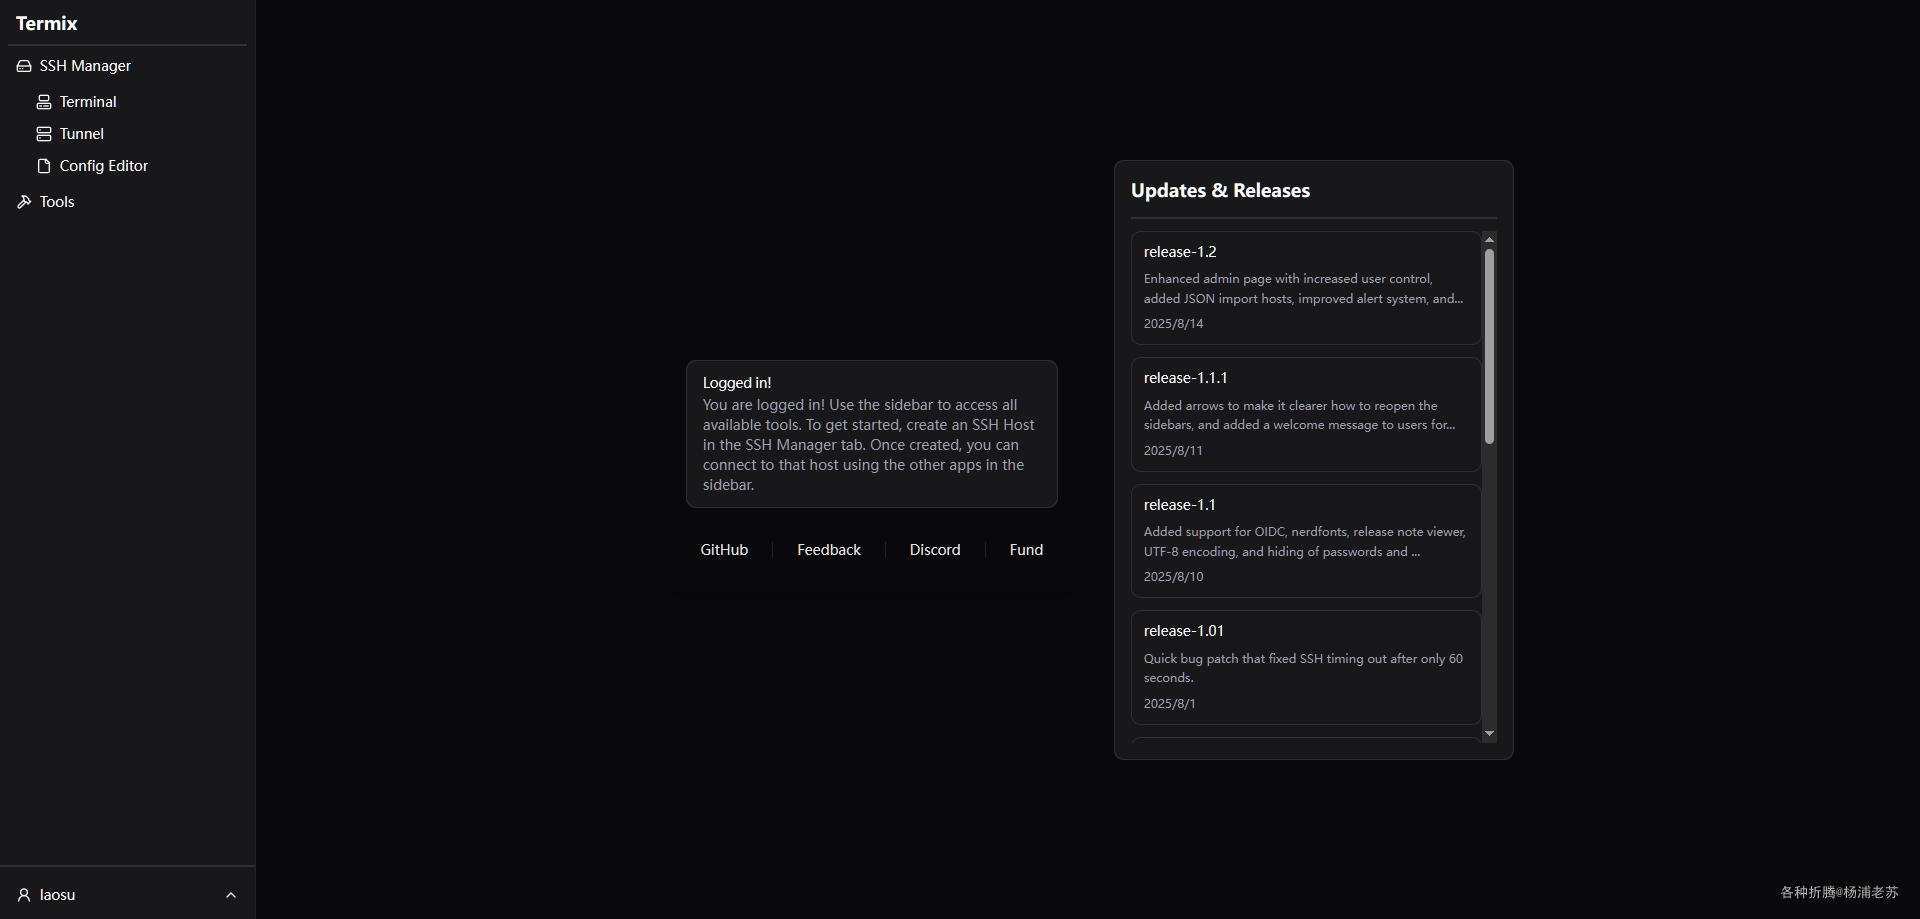 Termix
SSH Manager
Terminal
Tunnel
Config Editor
Tools
laosu
Logged in!
You are logged in! Use the sidebar to access all
available tools. To get started, create an SSH Host
in the SSH Manager tab. Once created, you can
connect to that host using the other apps in the
sidebar.
GitHub
Feedback
Discord
Fund
Updates & Releases
release-1.2
Enhanced admin page with increased user control,
added JSON import hosts, improved alert system, and...
2025/8/14
release-1.1.1
Added arrows to make it clearer how to reopen the
sidebars, and added a welcome message to users for...
2025/8/11
release-1.1
Added support for OIDC, nerdfonts, release note viewer,
UTF-8 encoding, and hiding of passwords and ...
2025/8/10
release-1.01
Quick bug patch that fixed SSH timing out after only 60
seconds.
2025/8/1
各种折腾@杨浦老苏